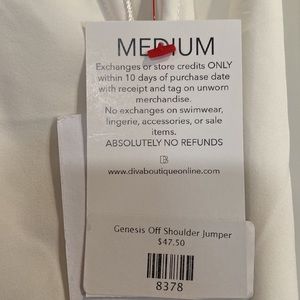 MEDIUM
Exchanges or store credits ONLY
within 10 days of purchase date
with receipt and tag on unworn
merchandise.
No exchanges on swimwear,
lingerie, accessories, or sale
items.
ABSOLUTELY NO REFUNDS
www.divaboutiqueonline.com
Genesis Off Shoulder Jumper
$47.50
8378